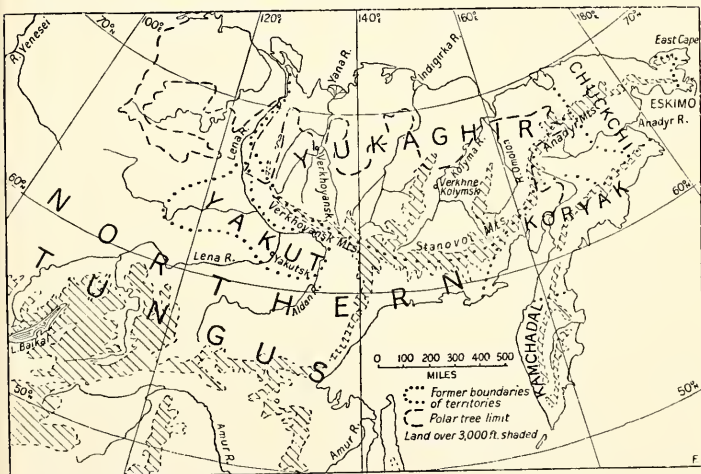 100°
120°
140°
160°
180°
70°N
70°N
R. Yenesei
Lena R.
Yana R.
Indigirka R.
East Cape
CHUCKCHI
ESKIMO
Anadyr R.
Anadyr Mts.
YUKAGHIR
Verkhoyansk
Kolyma R.
Verkhne
Kolymsk
R. Omolon
60°N
60°N
KORYAK
YAKUT
Verkhoyansk Mts.
Stanovoi Mts.
Lena R.
Yakutsk
Aldan R.
NORTHERN
TUNGUS
L. Baikal
KAMCHADAL
50°N
50°N
Amur R.
Amur R.
0 100 200 300 400 500
MILES
Former boundaries
of territories
Polar tree limit
Land over 3,000 ft. shaded
F.